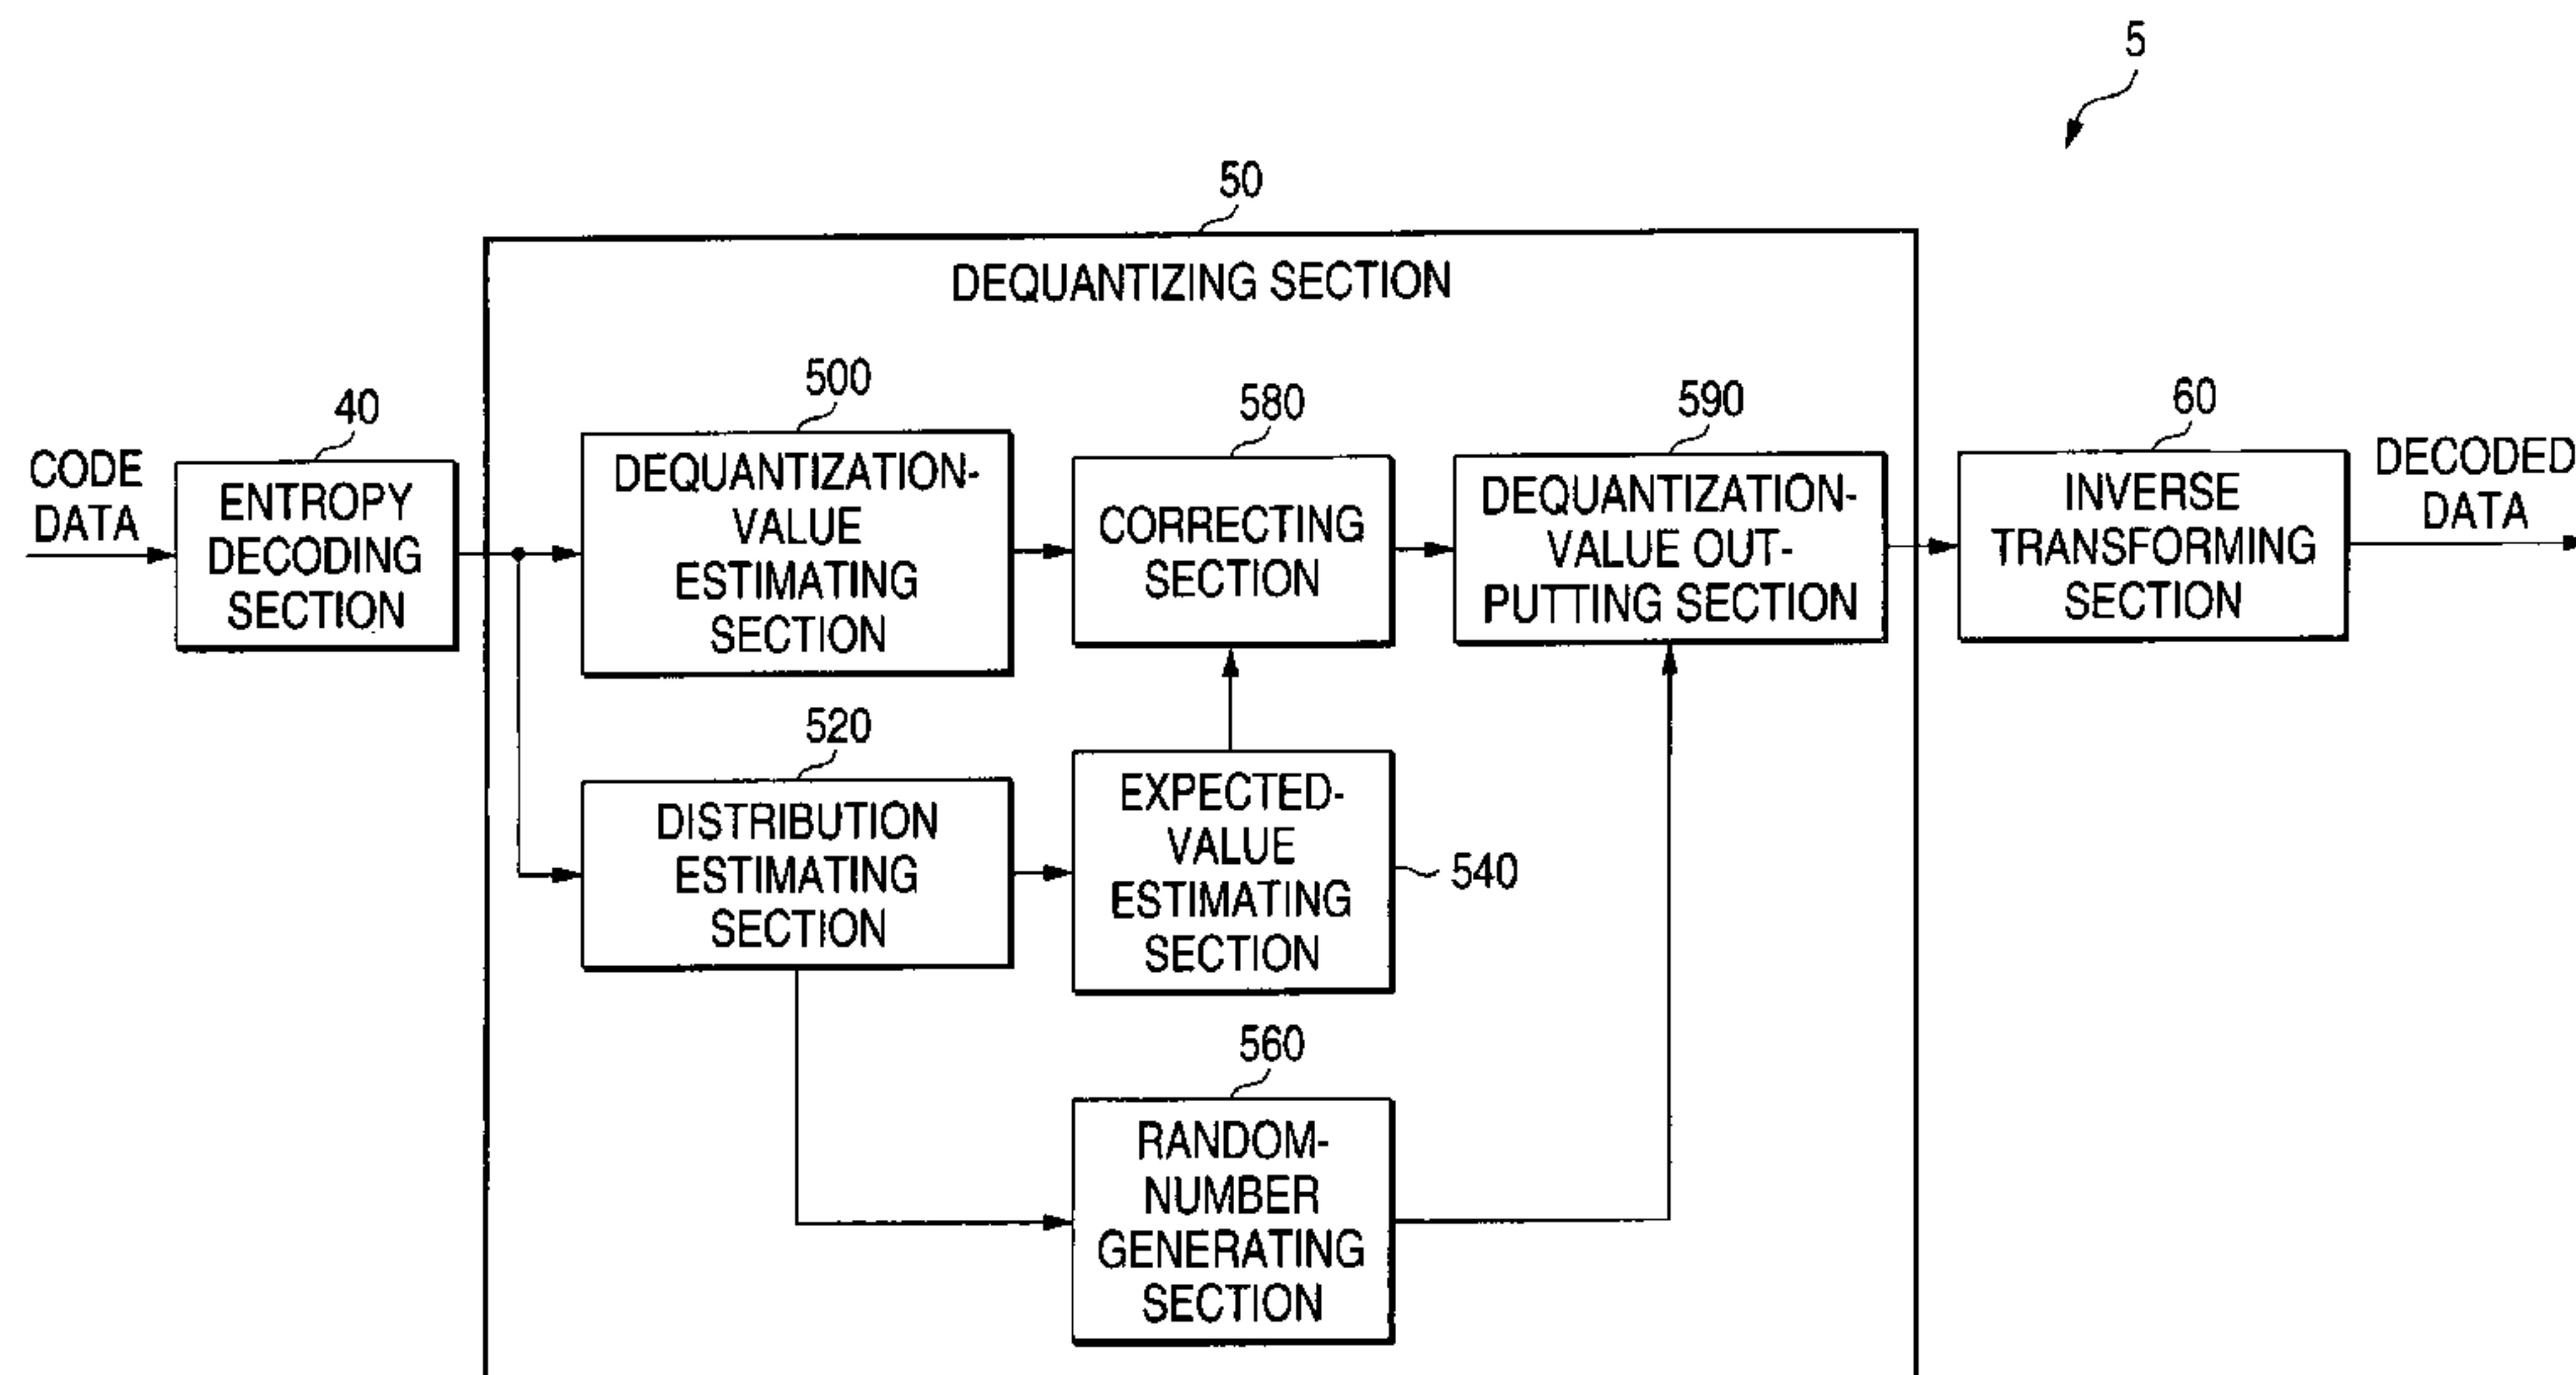 5
50
DEQUANTIZING SECTION
500
580
590
60
40
CODE
DATA
ENTROPY
DECODING
SECTION
DEQUANTIZATION-
VALUE
ESTIMATING
SECTION
CORRECTING
SECTION
DEQUANTIZATION-
VALUE OUT-
PUTTING SECTION
INVERSE
TRANSFORMING
SECTION
DECODED
DATA
520
DISTRIBUTION
ESTIMATING
SECTION
EXPECTED-
VALUE
ESTIMATING
SECTION
540
560
RANDOM-
NUMBER
GENERATING
SECTION